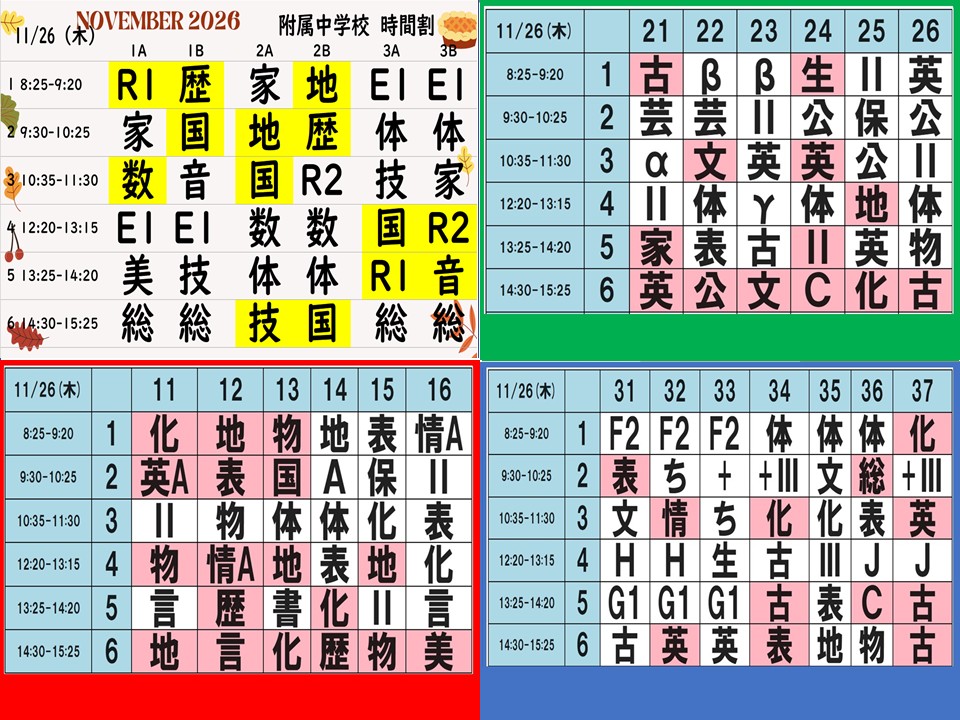 NOVEMBER 2026 附属中学校 時間割
11/26 (木)
1A 1B 2A 2B 3A 3B
1 8:25-9:20 R1 歴 家 地 E1 E1
2 9:30-10:25 家 国 地 歴 体 体
3 10:35-11:30 数 音 国 R2 技 家
4 12:20-13:15 E1 E1 数 数 国 R2
5 13:25-14:20 美 技 体 体 R1 音
6 14:30-15:25 総 総 技 国 総 総
11/26(木) 21 22 23 24 25 26
8:25-9:20 1 古 β β 生 II 英
9:30-10:25 2 芸 芸 II 公 保 公
10:35-11:30 3 α 文 英 英 公 II
12:20-13:15 4 II 体 γ 体 地 体
13:25-14:20 5 家 表 古 II 英 物
14:30-15:25 6 英 公 文 C 化 古
11/26(木) 11 12 13 14 15 16
8:25-9:20 1 化 地 物 地 表 情A
9:30-10:25 2 英A 表 国 A 保 II
10:35-11:30 3 II 物 体 体 化 表
12:20-13:15 4 物 情A 地 表 地 化
13:25-14:20 5 言 歴 書 化 II 言
14:30-15:25 6 地 言 化 歴 物 美
11/26(木) 31 32 33 34 35 36 37
8:25-9:20 1 F2 F2 F2 体 体 体 化
9:30-10:25 2 表 ち + +III 文 総 +III
10:35-11:30 3 文 情 ち 化 化 表 英
12:20-13:15 4 H H 生 古 III J J
13:25-14:20 5 G1 G1 G1 古 表 C 古
14:30-15:25 6 古 英 英 表 地 物 古